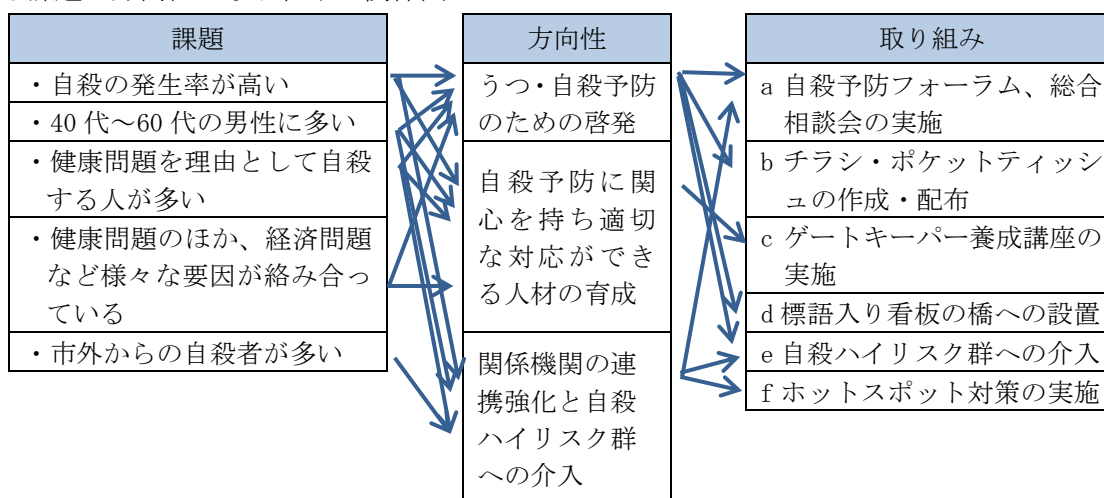 課題
・自殺の発生率が高い
・40代～60代の男性に多い
・健康問題を理由として自殺
する人が多い
・健康問題のほか、経済問題
など様々な要因が絡み合っ
ている
・市外からの自殺者が多い
方向性
うつ・自殺予防
のための啓発
自殺予防に関
心を持ち適切
な対応ができ
る人材の育成
関係機関の連
携強化と自殺
ハイリスク群
への介入
取り組み
a 自殺予防フォーラム、総合
相談会の実施
b チラシ・ポケットティッシ
ュの作成・配布
c ゲートキーパー養成講座の
実施
d 標語入り看板の橋への設置
e 自殺ハイリスク群への介入
f ホットスポット対策の実施